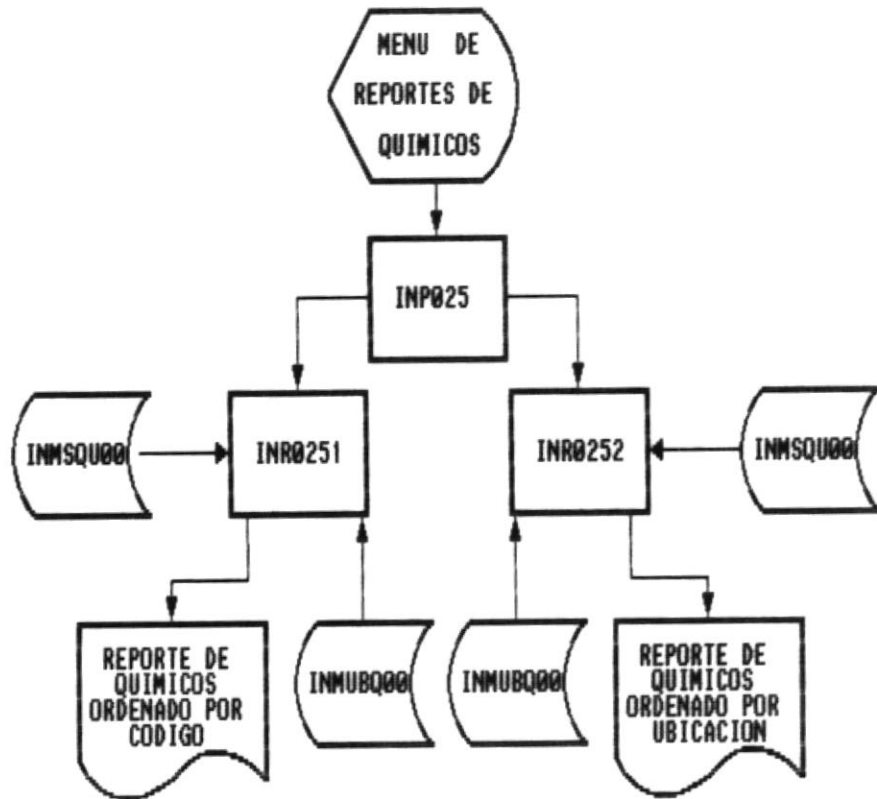 MENU DE
REPORTES DE
QUIMICOS
INP025
INMSQU00
INR0251
INR0252
INMSQU00
REPORTE DE
QUIMICOS
ORDENADO POR
CODIGO
INMUBQ00
INMUBQ00
REPORTE DE
QUIMICOS
ORDENADO POR
UBICACION